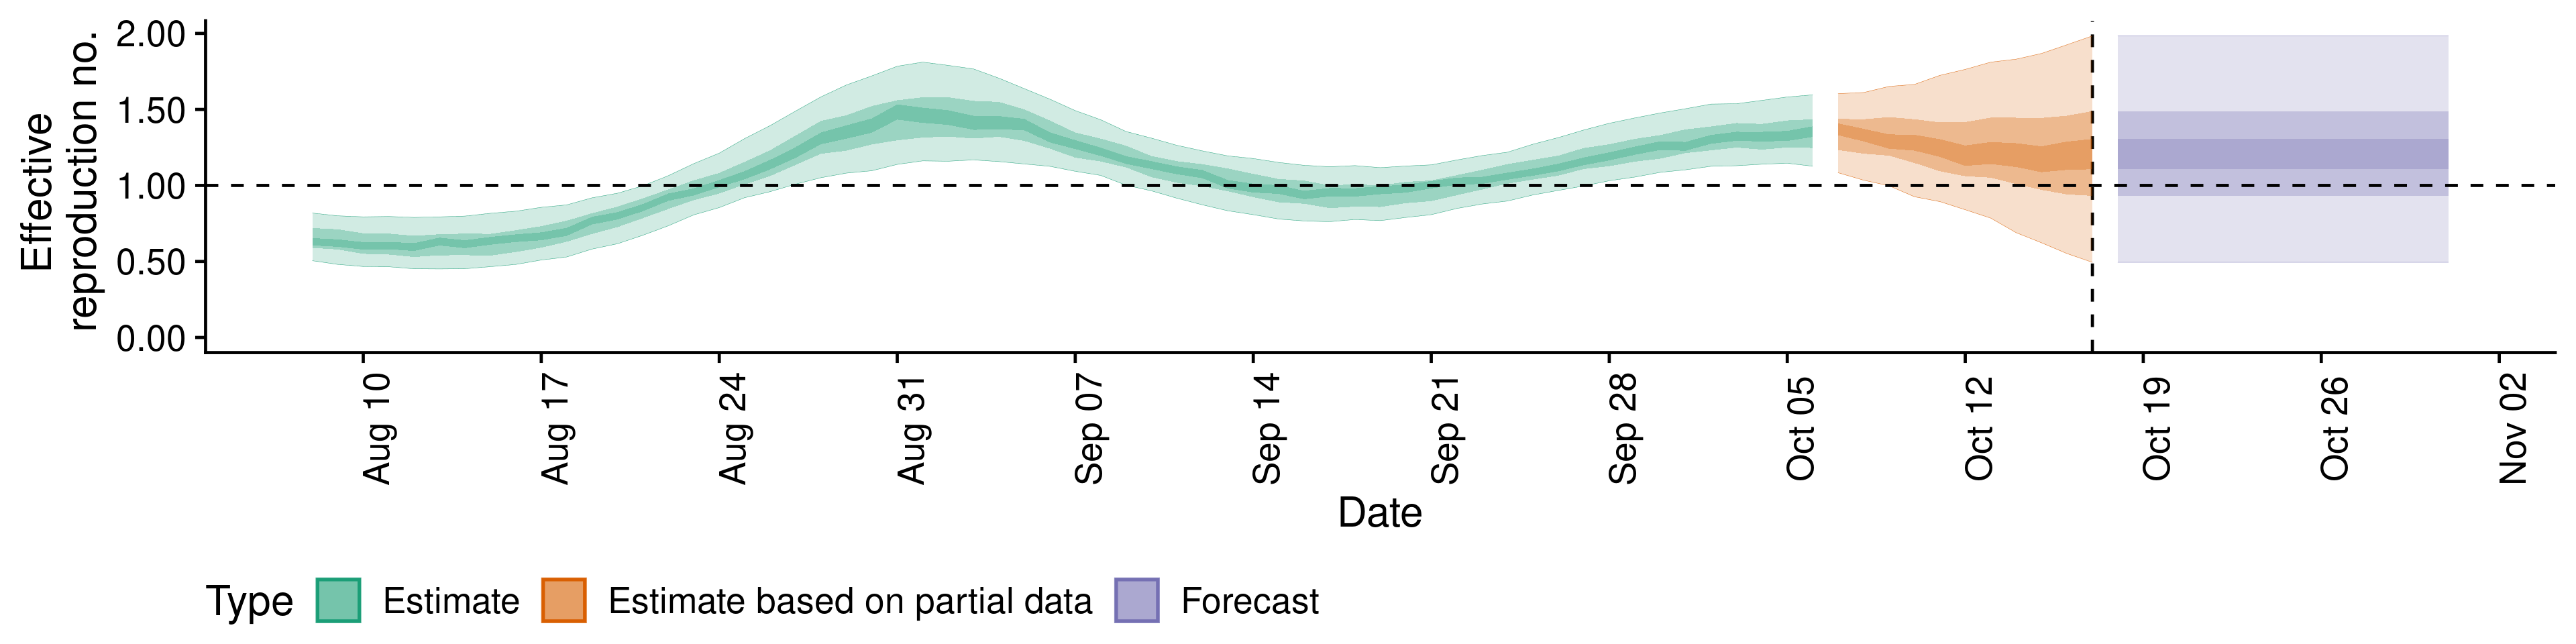 Effective
reproduction no.
2.00
1.50
1.00
0.50
0.00
Aug 10
Aug 17
Aug 24
Aug 31
Sep 07
Sep 14
Sep 21
Sep 28
Oct 05
Oct 12
Oct 19
Oct 26
Nov 02
Date
Type Estimate Estimate based on partial data Forecast